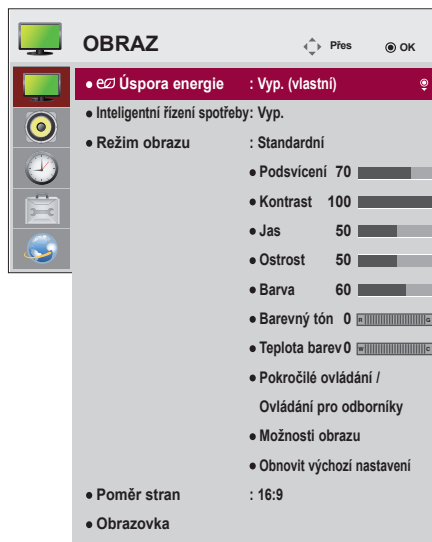 OBRAZ Přes OK
● e Úspora energie : Vyp. (vlastní)
● Inteligentní řízení spotřeby: Vyp.
● Režim obrazu : Standardní
● Podsvícení 70
● Kontrast 100
● Jas 50
● Ostrost 50
● Barva 60
● Barevný tón 0 R G
● Teplota barev 0 W C
● Pokročilé ovládání /
Ovládání pro odborníky
● Možnosti obrazu
● Obnovit výchozí nastavení
● Poměr stran : 16:9
● Obrazovka